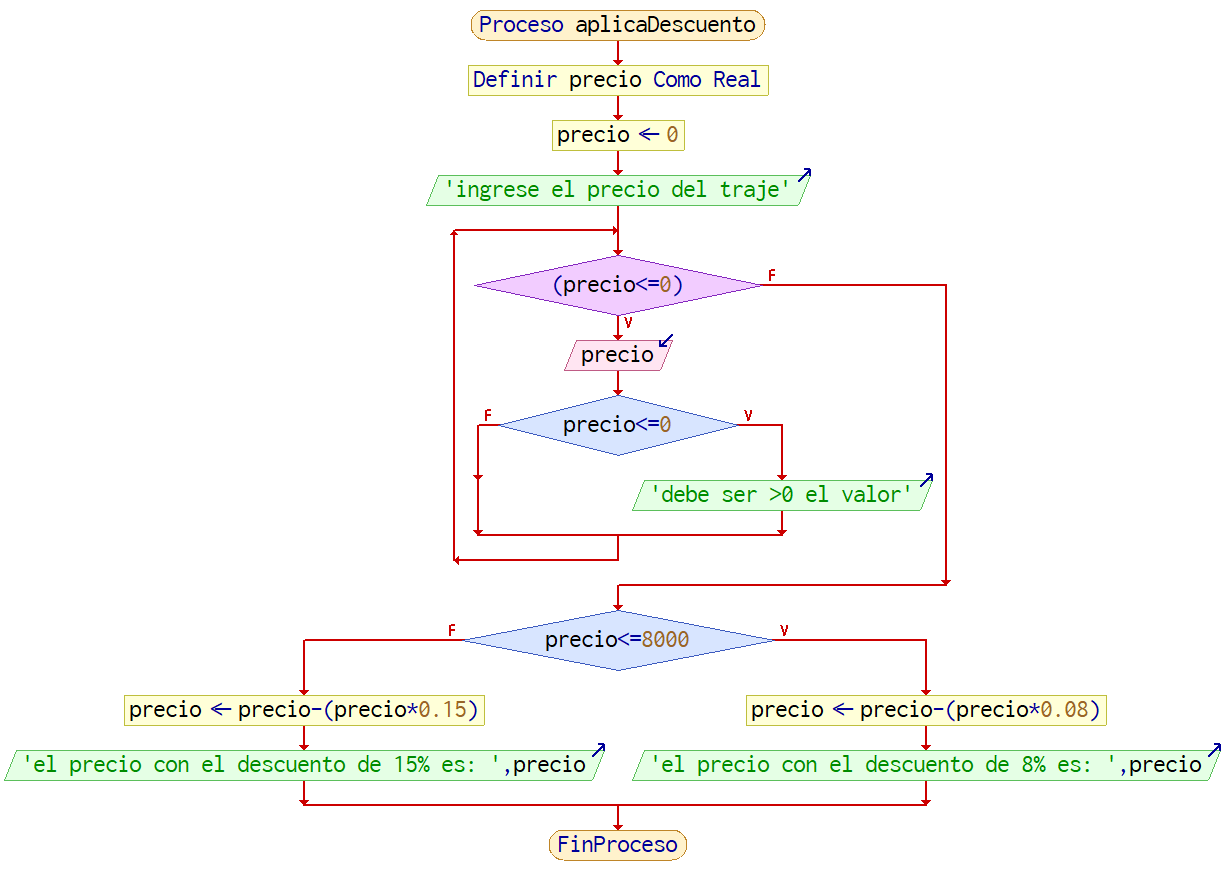 Proceso aplicaDescuento
Definir precio Como Real
precio ← 0
'ingrese el precio del traje'
(precio<=0)
F
V
precio
precio<=0
F
V
'debe ser >0 el valor'
precio<=8000
F
V
precio ← precio-(precio*0.15)
precio ← precio-(precio*0.08)
'el precio con el descuento de 15% es: ',precio
'el precio con el descuento de 8% es: ',precio
FinProceso